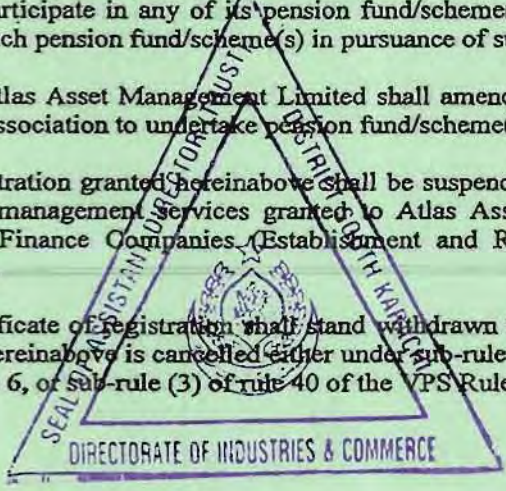 articipate in any of its pension fund/scheme
ch pension fund/scheme(s) in pursuance of s
tlas Asset Management Limited shall amend
ssociation to undertake pension fund/scheme(
tration granted hereinabove shall be suspend
management services granted to Atlas Ass
Finance Companies (Establishment and R
ficate of registration shall stand withdrawn
ereinabove is cancelled either under sub-rule
6, or sub-rule (3) of rule 40 of the VPS Rule
SEAL OF ASSISTANT DIRECTOR INDUSTRY
DISTRICT SOUTH KARACHI
DIRECTORATE OF INDUSTRIES & COMMERCE